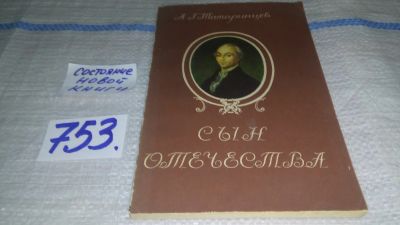 СОСТОЯНИЕ
НОВОЙ
КНИГИ
753.
А.Г.Татаринцев
СЫН
ОТЕЧЕСТВА